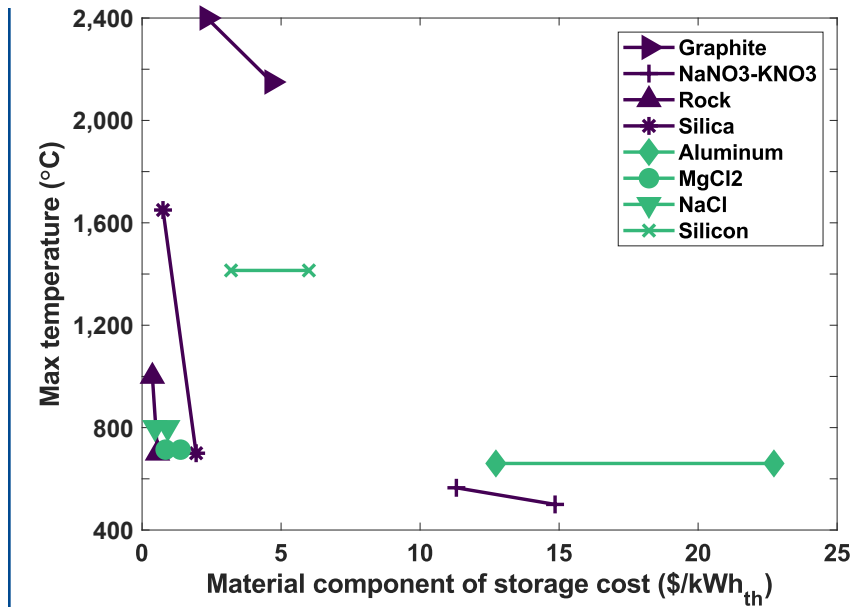 2,400
2,000
1,600
1,200
800
400
Max temperature (°C)
0
5
10
15
20
25
Material component of storage cost ($/kWhth)
Graphite
NaNO3-KNO3
Rock
Silica
Aluminum
MgCl2
NaCl
Silicon